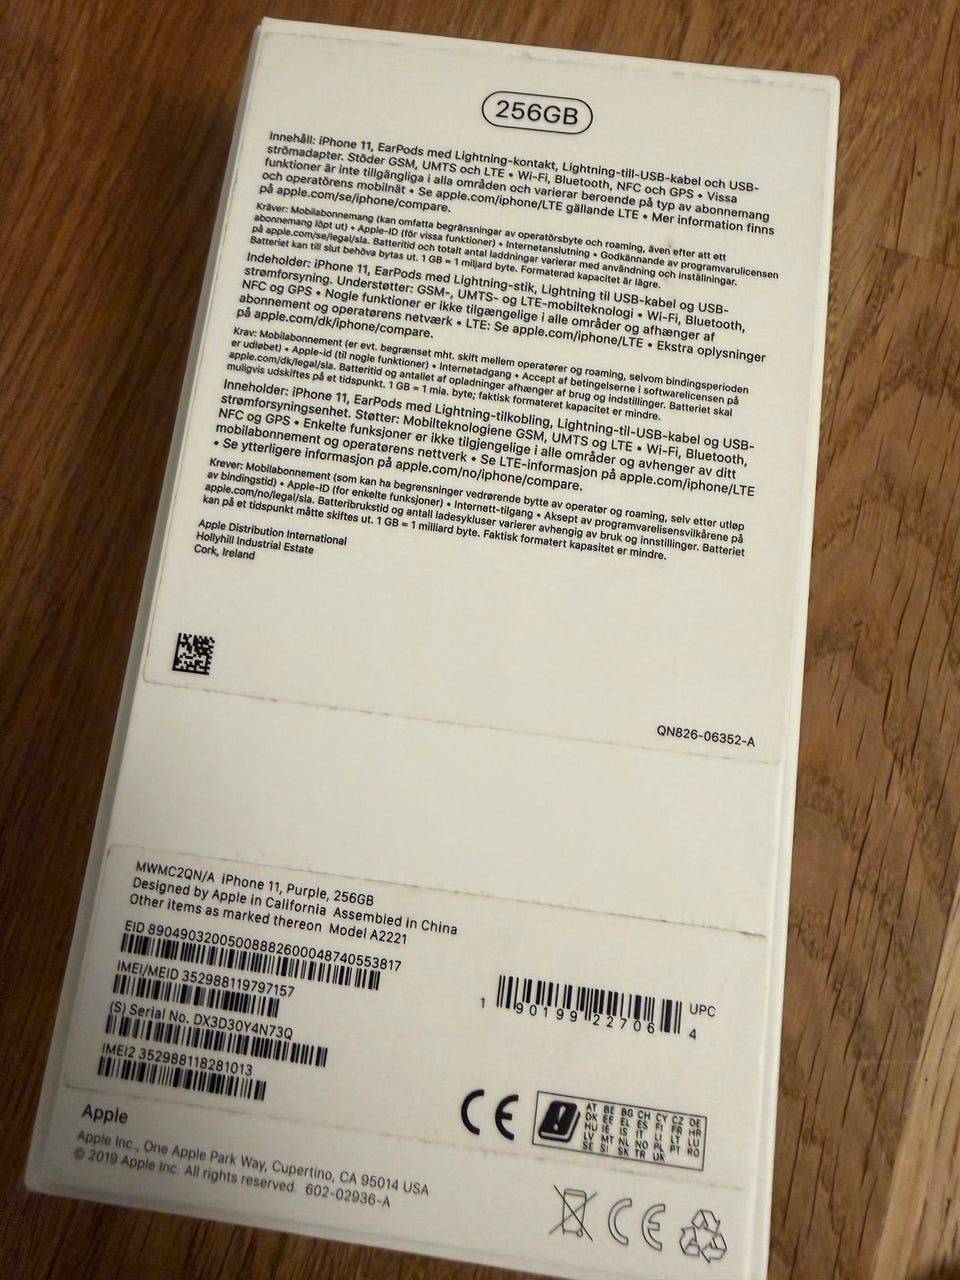 256GB
Innehåll: iPhone 11, EarPods med Lightning-kontakt, Lightning-till-USB-kabel och USB-
strömadapter. Stöder GSM, UMTS och LTE • Wi-Fi, Bluetooth, NFC och GPS • Vissa
funktioner är inte tillgängliga i alla områden och varierar beroende på typ av abonnemang
och operatörens mobilnät • Se apple.com/iphone/LTE gällande LTE • Mer information finns
på apple.com/se/iphone/compare.
Kräver: Mobilabonnemang (kan omfatta begränsningar av operatörsbyte och roaming, även efter att ett
abonnemang löpt ut) • Apple-ID (för vissa funktioner) • Internetanslutning • Godkännande av programvarulicensen
på apple.com/se/legal/sla. Batteritid och totalt antal laddningar varierar med användning och inställningar.
Batteriet kan till slut behöva bytas ut. 1 GB = 1 miljard byte. Formaterad kapacitet är lägre.
Indeholder: iPhone 11, EarPods med Lightning-stik, Lightning til USB-kabel og USB-
strømforsyning. Understøtter: GSM-, UMTS- og LTE-mobilteknologi • Wi-Fi, Bluetooth,
NFC og GPS • Nogle funktioner er ikke tilgængelige i alle områder og afhænger af
abonnement og operatørens netværk • LTE: Se apple.com/iphone/LTE • Ekstra oplysninger
på apple.com/dk/iphone/compare.
Krav: Mobilabonnement (er evt. begrænset mht. skift mellem operatører og roaming, selvom bindingsperioden
er udløbet) • Apple-id (til nogle funktioner) • Internetadgang • Accept af betingelserne i softwarelicensen på
apple.com/dk/legal/sla. Batteritid og antallet af opladninger afhænger af brug og indstillinger. Batteriet skal
muligvis udskiftes på et tidspunkt. 1 GB = 1 mia. byte; faktisk formateret kapacitet er mindre.
Inneholder: iPhone 11, EarPods med Lightning-tilkobling, Lightning-til-USB-kabel og USB-
strømforsyningsenhet. Støtter: Mobilteknologiene GSM, UMTS og LTE • Wi-Fi, Bluetooth,
NFC og GPS • Enkelte funksjoner er ikke tilgjengelige i alle områder og avhenger av ditt
mobilabonnement og operatørens nettverk • Se LTE-informasjon på apple.com/iphone/LTE
• Se ytterligere informasjon på apple.com/no/iphone/compare.
Krever: Mobilabonnement (som kan ha begrensninger vedrørende bytte av operatør og roaming, selv etter utløp
av bindingstid) • Apple-ID (for enkelte funksjoner) • Internett-tilgang • Aksept av programvarelisensvilkårene på
apple.com/no/legal/sla. Batteribrukstid og antall ladesykluser varierer avhengig av bruk og innstillinger. Batteriet
kan på et tidspunkt måtte skiftes ut. 1 GB = 1 milliard byte. Faktisk formatert kapasitet er mindre.
Apple Distribution International
Hollyhill Industrial Estate
Cork, Ireland
QN826-06352-A
MWMC2QN/A iPhone 11, Purple, 256GB
Designed by Apple in California Assembled in China
Other items as marked thereon Model A2221
EID 89049032005008882600048740553817
IMEI/MEID 352988119797157
(S) Serial No. DX3D30Y4N73Q
IMEI2 352988118281013
UPC
1 90199 22706 4
CE
AT BE BG CH CY CZ DE
DK EE EL ES FI FR HR
HU IE IS IT LI LT LU
LV MT NL NO PL PT RO
SE SI SK TR UK
Apple
Apple Inc., One Apple Park Way, Cupertino, CA 95014 USA
© 2019 Apple Inc. All rights reserved. 602-02936-A
CE